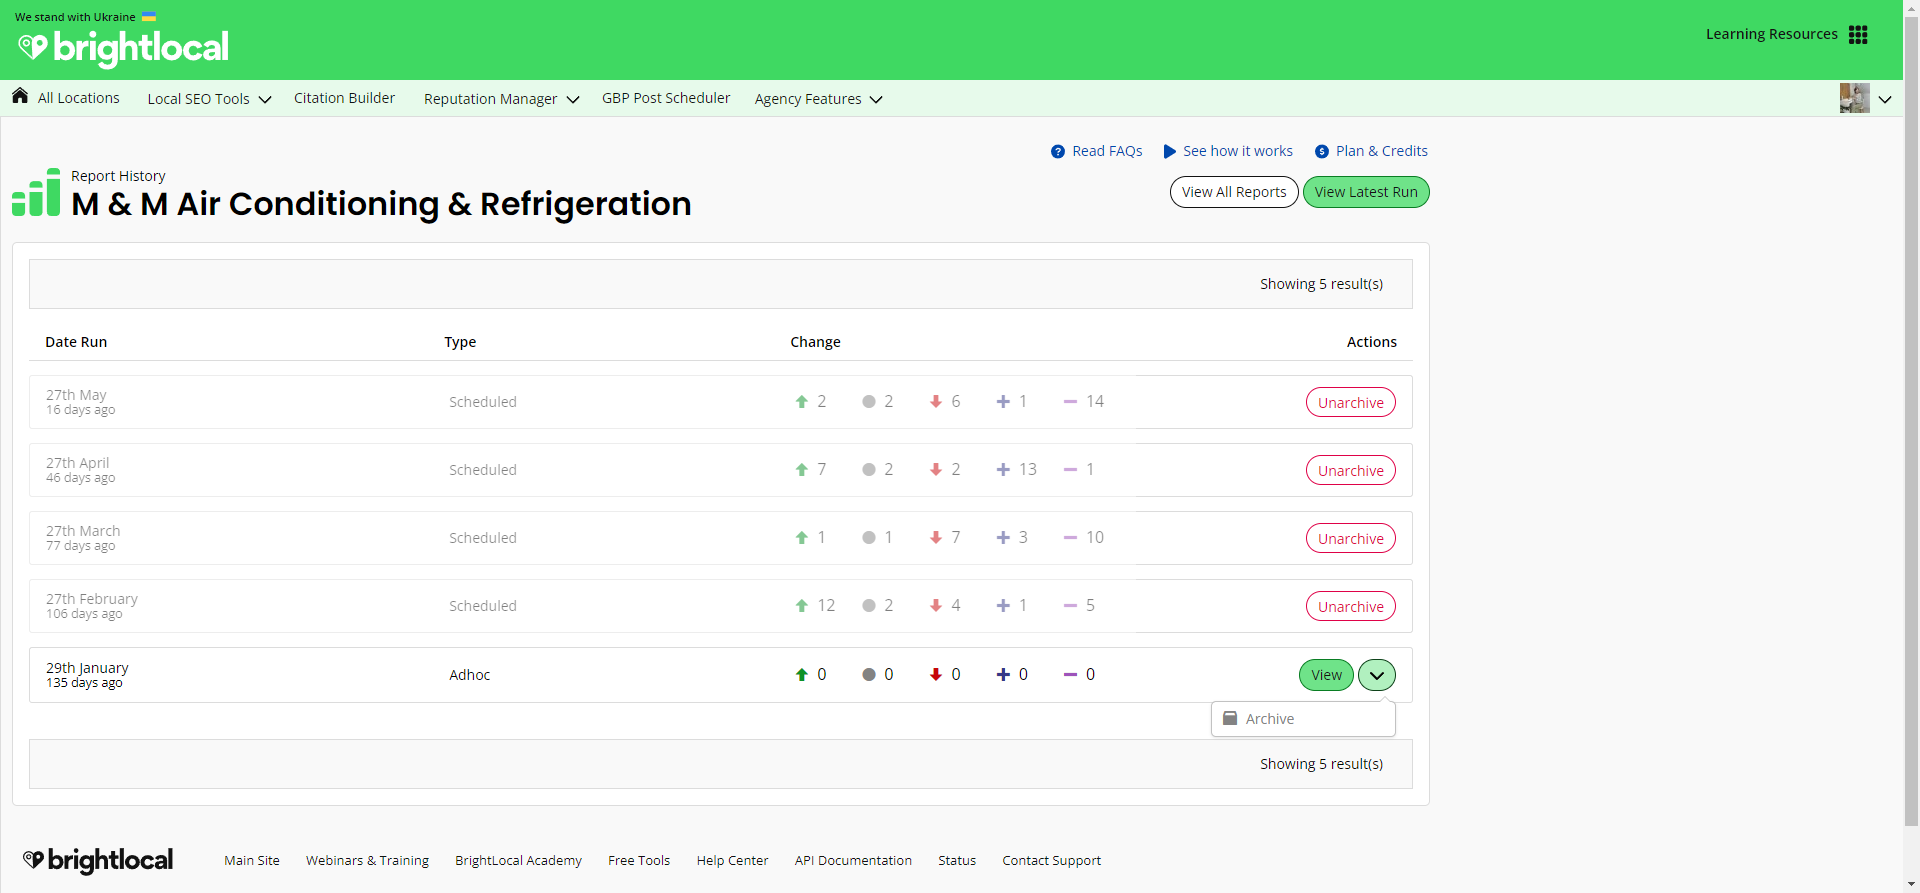 We stand with Ukraine
brightlocal
Learning Resources
All Locations Local SEO Tools Citation Builder Reputation Manager GBP Post Scheduler Agency Features
Read FAQs See how it works Plan & Credits
Report History
M & M Air Conditioning & Refrigeration
View All Reports View Latest Run
Showing 5 result(s)
Date Run Type Change Actions
27th May
16 days ago
Scheduled 2 2 6 1 14 Unarchive
27th April
46 days ago
Scheduled 7 2 2 13 1 Unarchive
27th March
77 days ago
Scheduled 1 1 7 3 10 Unarchive
27th February
106 days ago
Scheduled 12 2 4 1 5 Unarchive
29th January
135 days ago
Adhoc 0 0 0 0 0 View
Archive
Showing 5 result(s)
brightlocal Main Site Webinars & Training BrightLocal Academy Free Tools Help Center API Documentation Status Contact Support